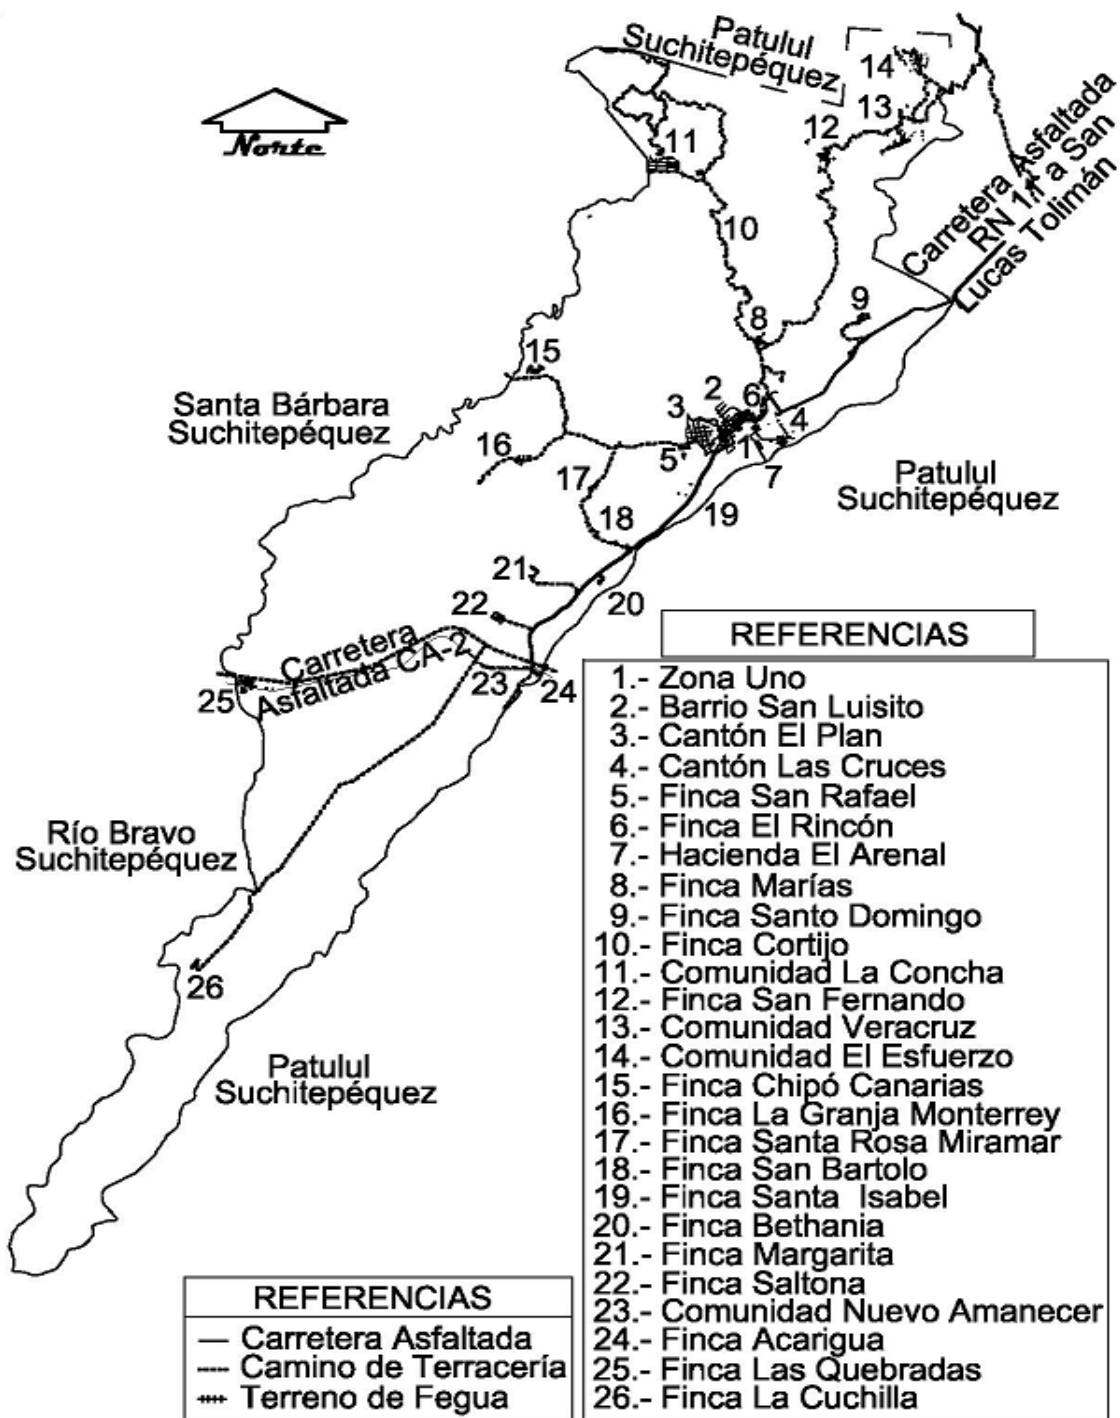 Patulul
Suchitepéquez
14
13
12
Norte
11
10
Carretera Asfaltada
RN 11 a San
Lucas Tolimán
9
8
15
Santa Bárbara
Suchitepéquez
2
6
3
4
16
5
1
7
17
Patulul
Suchitepéquez
19
18
21
20
22
Carretera
Asfaltada CA-2
23
24
25
REFERENCIAS
1.- Zona Uno
2.- Barrio San Luisito
3.- Cantón El Plan
4.- Cantón Las Cruces
5.- Finca San Rafael
6.- Finca El Rincón
7.- Hacienda El Arenal
8.- Finca Marías
9.- Finca Santo Domingo
10.- Finca Cortijo
11.- Comunidad La Concha
12.- Finca San Fernando
13.- Comunidad Veracruz
14.- Comunidad El Esfuerzo
15.- Finca Chipó Canarias
16.- Finca La Granja Monterrey
17.- Finca Santa Rosa Miramar
18.- Finca San Bartolo
19.- Finca Santa Isabel
20.- Finca Bethania
21.- Finca Margarita
22.- Finca Saltona
23.- Comunidad Nuevo Amanecer
24.- Finca Acarigua
25.- Finca Las Quebradas
26.- Finca La Cuchilla
Río Bravo
Suchitepéquez
26
Patulul
Suchitepéquez
REFERENCIAS
Carretera Asfaltada
Camino de Terracería
Terreno de Fegua